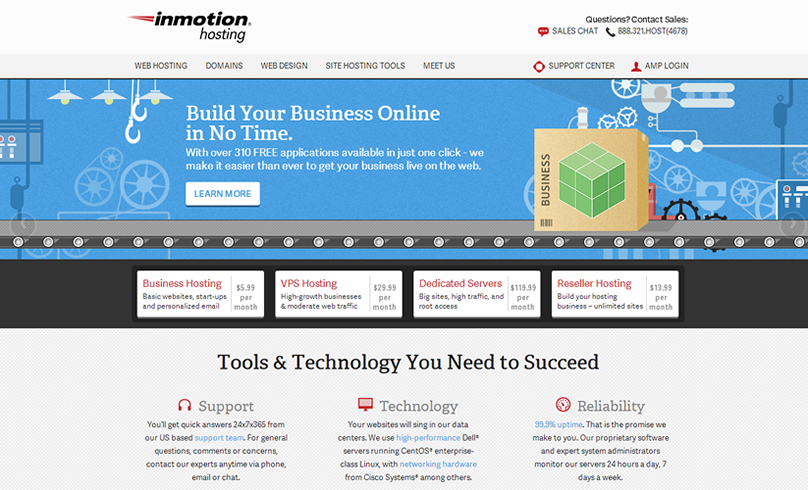 inmotion®
hosting
Questions? Contact Sales:
SALES CHAT 888.321.HOST(4678)
WEB HOSTING DOMAINS WEB DESIGN SITE HOSTING TOOLS MEET US SUPPORT CENTER AMP LOGIN
Build Your Business Online
in No Time.
With over 310 FREE applications available in just one click - we
make it easier than ever to get your business live on the web.
LEARN MORE
BUSINESS
Business Hosting
Basic websites, start-ups
and personalized email
$5.99
per
month
VPS Hosting
High-growth businesses
& moderate web traffic
$29.99
per
month
Dedicated Servers
Big sites, high traffic, and
root access
$119.99
per
month
Reseller Hosting
Build your hosting
business – unlimited sites
$13.99
per
month
Tools & Technology You Need to Succeed
Support
You'll get quick answers 24x7x365 from
our US based support team. For general
questions, comments or concerns,
contact our experts anytime via phone,
email or chat.
Technology
Your websites will sing in our data
centers. We use high-performance Dell®
servers running CentOS® enterprise-
class Linux, with networking hardware
from Cisco Systems® among others.
Reliability
99.9% uptime. That is the promise we
make to you. Our proprietary software
and expert system administrators
monitor our servers 24 hours a day, 7
days a week.